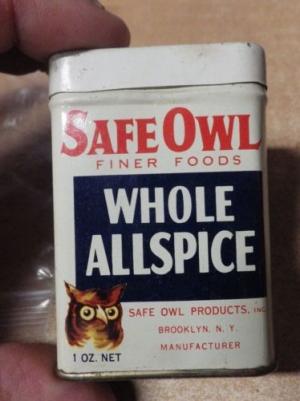 SAFE OWL
FINER FOODS
WHOLE
ALLSPICE
SAFE OWL PRODUCTS, INC
BROOKLYN, N. Y.
MANUFACTURER
1 OZ. NET